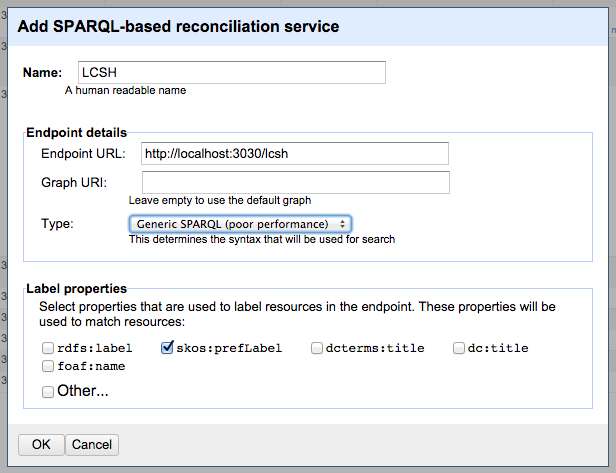 Add SPARQL-based reconciliation service
Name: LCSH
A human readable name
Endpoint details
Endpoint URL: http://localhost:3030/lcsh
Graph URI:
Leave empty to use the default graph
Type: Generic SPARQL (poor performance)
This determines the syntax that will be used for search
Label properties
Select properties that are used to label resources in the endpoint. These properties will be
used to match resources:
rdfs:label skos:prefLabel dcterms:title dc:title
foaf:name
Other...
OK Cancel